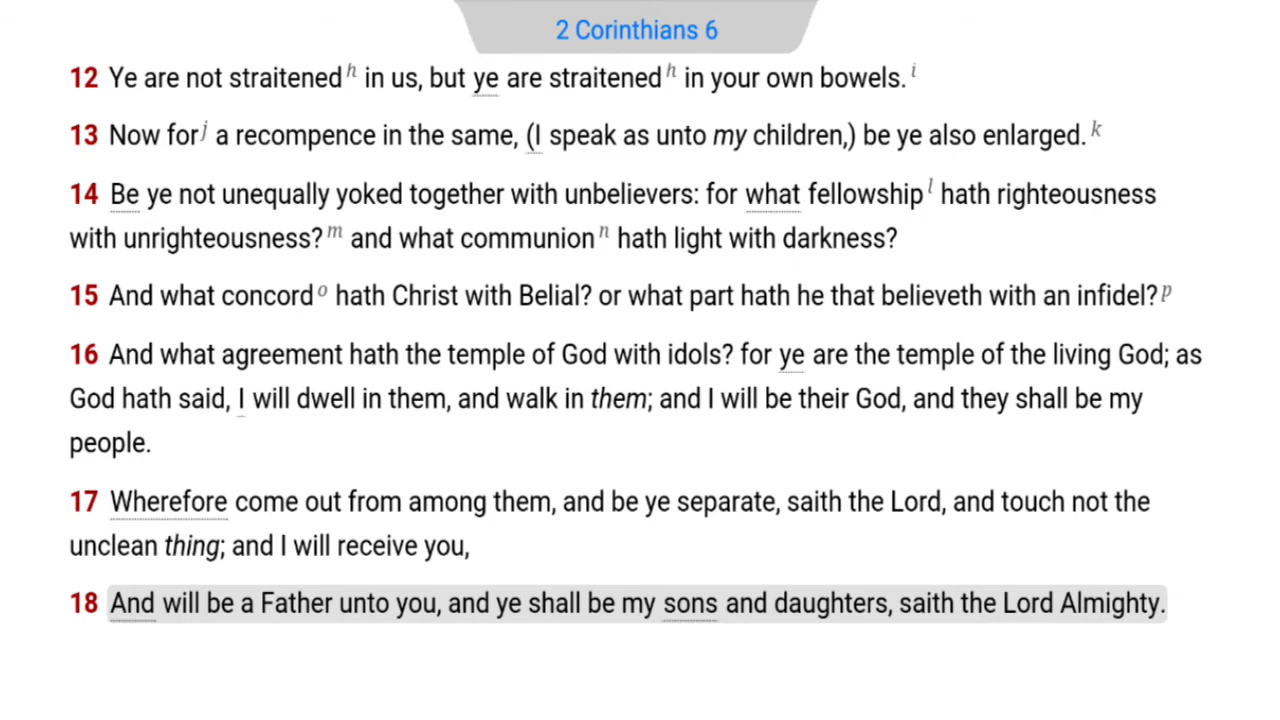 2 Corinthians 6
12 Ye are not straitened h in us, but ye are straitened h in your own bowels. i
13 Now for j a recompence in the same, (I speak as unto my children,) be ye also enlarged. k
14 Be ye not unequally yoked together with unbelievers: for what fellowship l hath righteousness
with unrighteousness? m and what communion n hath light with darkness?
15 And what concord o hath Christ with Belial? or what part hath he that believeth with an infidel? p
16 And what agreement hath the temple of God with idols? for ye are the temple of the living God; as
God hath said, I will dwell in them, and walk in them; and I will be their God, and they shall be my
people.
17 Wherefore come out from among them, and be ye separate, saith the Lord, and touch not the
unclean thing; and I will receive you,
18 And will be a Father unto you, and ye shall be my sons and daughters, saith the Lord Almighty.